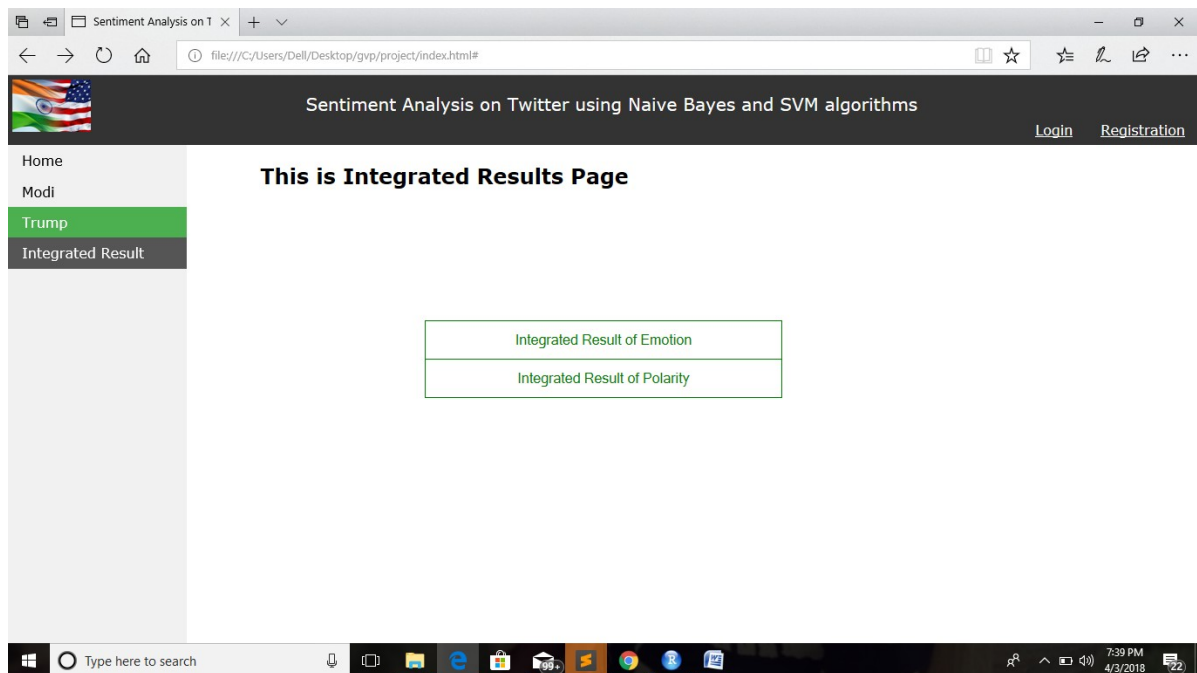 Sentiment Analysis on T
file:///C:/Users/Dell/Desktop/gvp/project/index.html#
Sentiment Analysis on Twitter using Naive Bayes and SVM algorithms
Login Registration
Home
Modi
Trump
Integrated Result
This is Integrated Results Page
Integrated Result of Emotion
Integrated Result of Polarity
Type here to search
99+
R
W
7:39 PM
4/3/2018
22